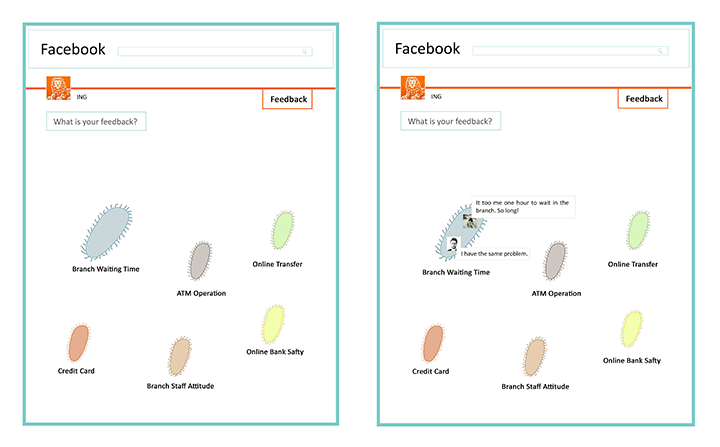 Facebook
ING
Feedback
What is your feedback?
Branch Waiting Time
Online Transfer
ATM Operation
Online Bank Safty
Credit Card
Branch Staff Attitude
Facebook
ING
Feedback
What is your feedback?
It too me one hour to wait in the
branch. So long!
I have the same problem.
Branch Waiting Time
Online Transfer
ATM Operation
Online Bank Safty
Credit Card
Branch Staff Attitude